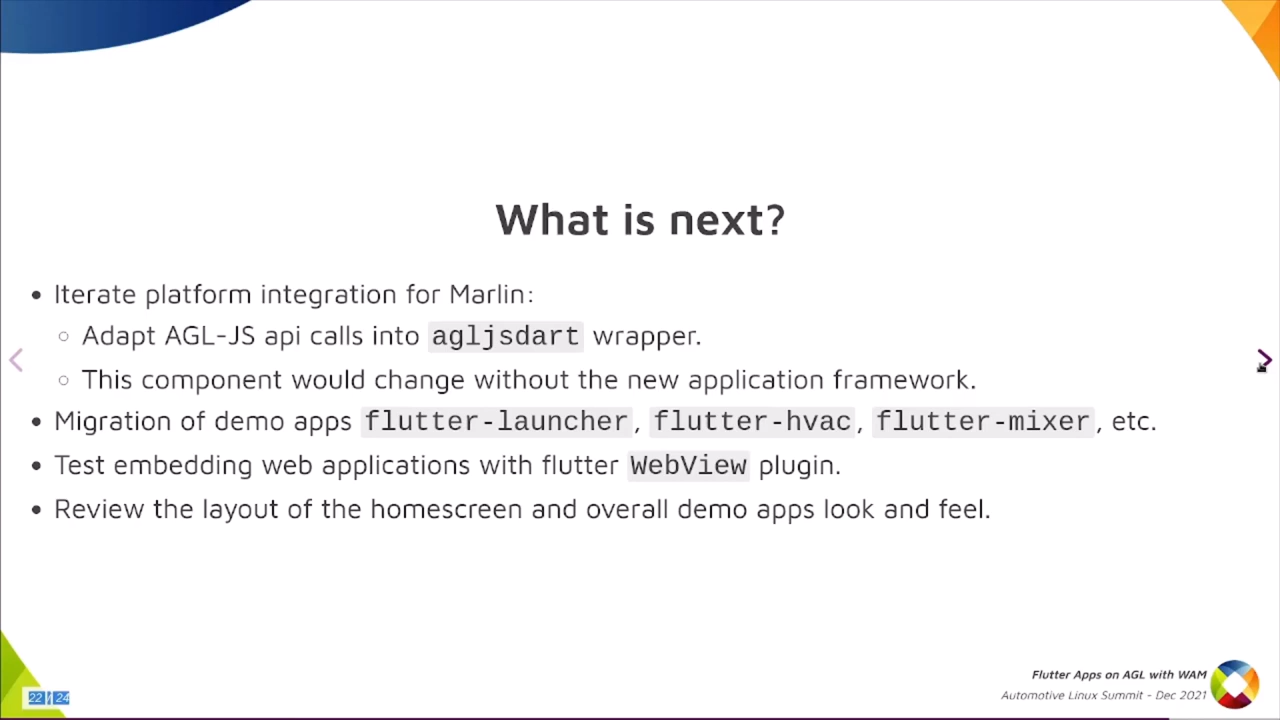 What is next?
Iterate platform integration for Marlin:
Adapt AGL-JS api calls into agljsdart wrapper.
This component would change without the new application framework.
Migration of demo apps flutter-launcher, flutter-hvac, flutter-mixer, etc.
Test embedding web applications with flutter WebView plugin.
Review the layout of the homescreen and overall demo apps look and feel.
Flutter Apps on AGL with WAM
Automotive Linux Summit - Dec 2021
22 / 24